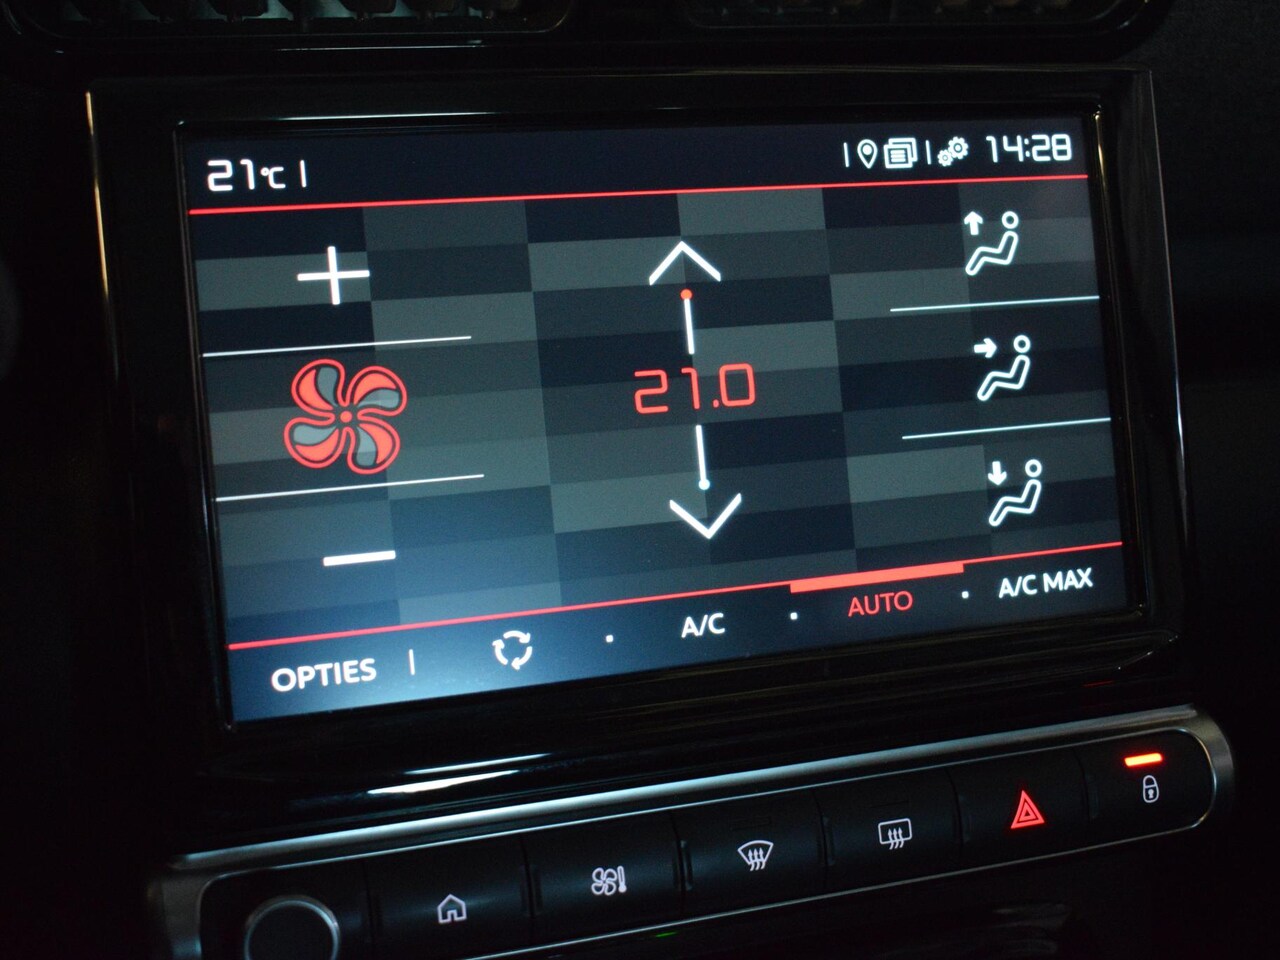 21°C 14:28
21.0
OPTIES A/C AUTO A/C MAX